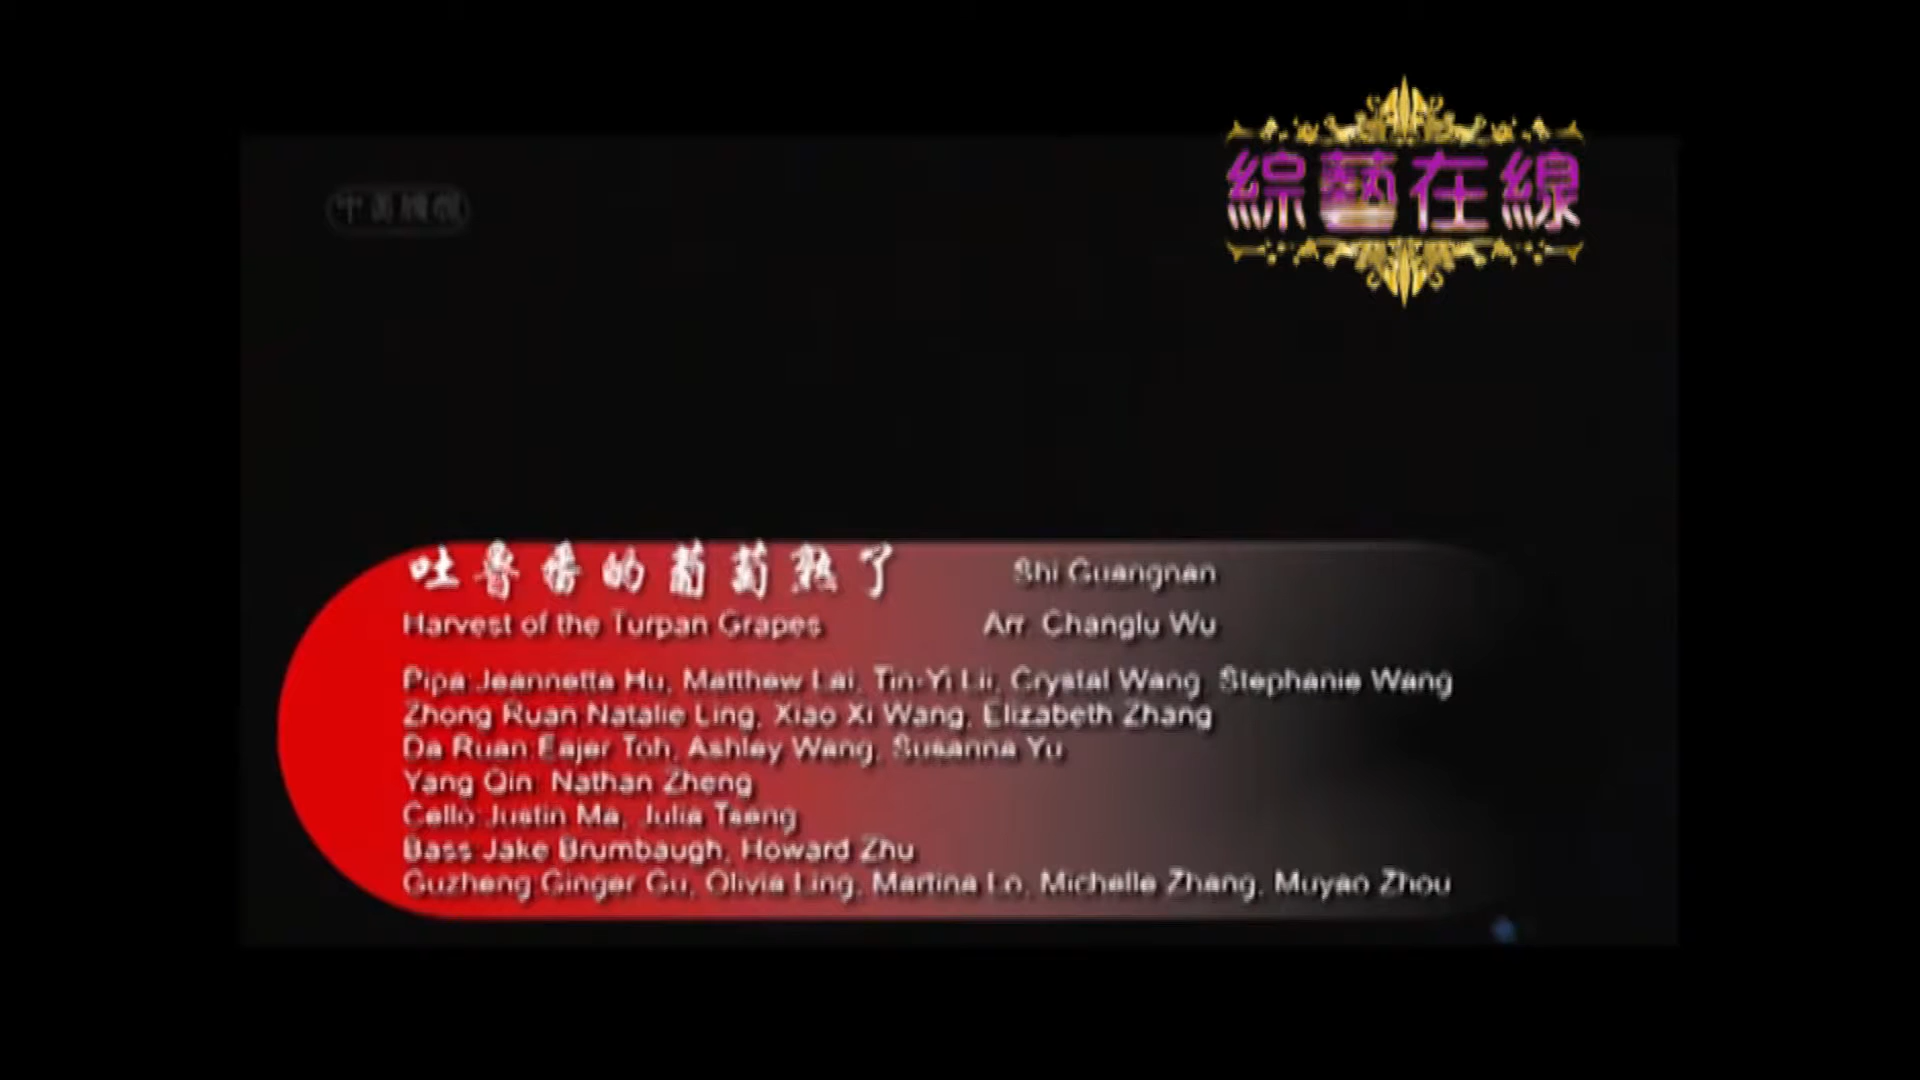 綜藝在線
吐魯番的葡萄熟了 Shi Guangnan
Harvest of the Turpan Grapes Arr. Changlu Wu
Pipa:Jeannette Hu, Matthew Lai, Tin-Yi Lii, Crystal Wang, Stephanie Wang
Zhong Ruan:Natalie Ling, Xiao Xi Wang, Elizabeth Zhang
Da Ruan:Eajer Toh, Ashley Wang, Susanna Yu
Yang Qin: Nathan Zheng
Cello:Justin Ma, Julia Tseng
Bass:Jake Brumbaugh, Howard Zhu
Guzheng:Ginger Gu, Olivia Ling, Martina Lo, Michelle Zhang, Muyao Zhou